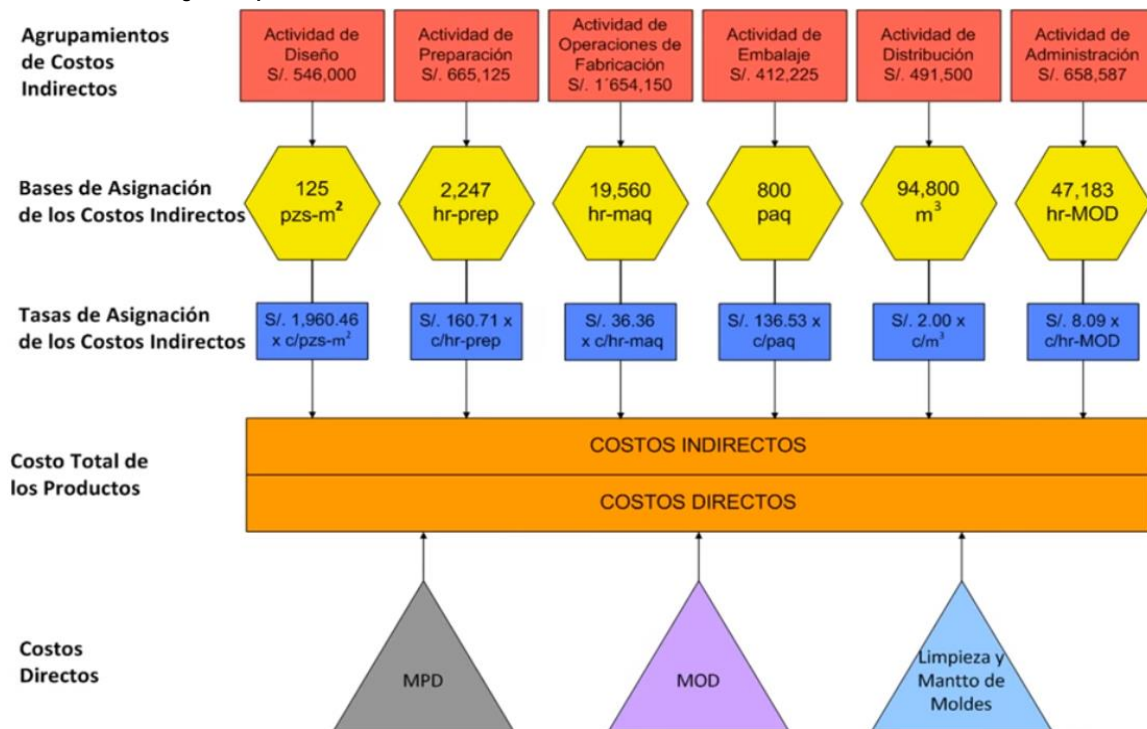 Agrupamientos
de Costos
Indirectos
Actividad de
Diseño
S/. 546,000
Actividad de
Preparación
S/. 665,125
Actividad de
Operaciones de
Fabricación
S/. 1´654,150
Actividad de
Embalaje
S/. 412,225
Actividad de
Distribución
S/. 491,500
Actividad de
Administración
S/. 658,587
Bases de Asignación
de los Costos Indirectos
125
pzs-m²
2,247
hr-prep
19,560
hr-maq
800
paq
94,800
m³
47,183
hr-MOD
Tasas de Asignación
de los Costos Indirectos
S/. 1,960.46
x c/pzs-m²
S/. 160.71 x
c/hr-prep
S/. 36.36
x c/hr-maq
S/. 136.53 x
c/paq
S/. 2.00 x
c/m³
S/. 8.09 x
c/hr-MOD
Costo Total de
los Productos
COSTOS INDIRECTOS
COSTOS DIRECTOS
Costos
Directos
MPD
MOD
Limpieza y
Mantto de
Moldes